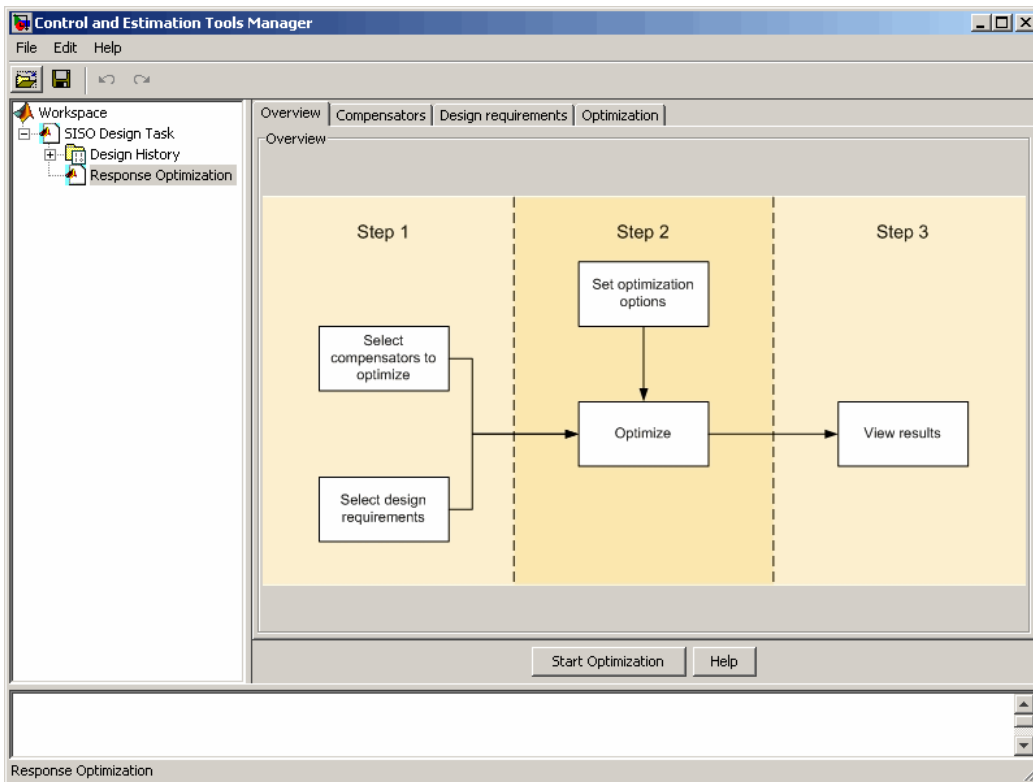 Control and Estimation Tools Manager
File Edit Help
Workspace
SISO Design Task
Design History
Response Optimization
Overview Compensators Design requirements Optimization
Overview
Step 1
Step 2
Step 3
Set optimization
options
Select
compensators to
optimize
Optimize
View results
Select design
requirements
Start Optimization Help
Response Optimization